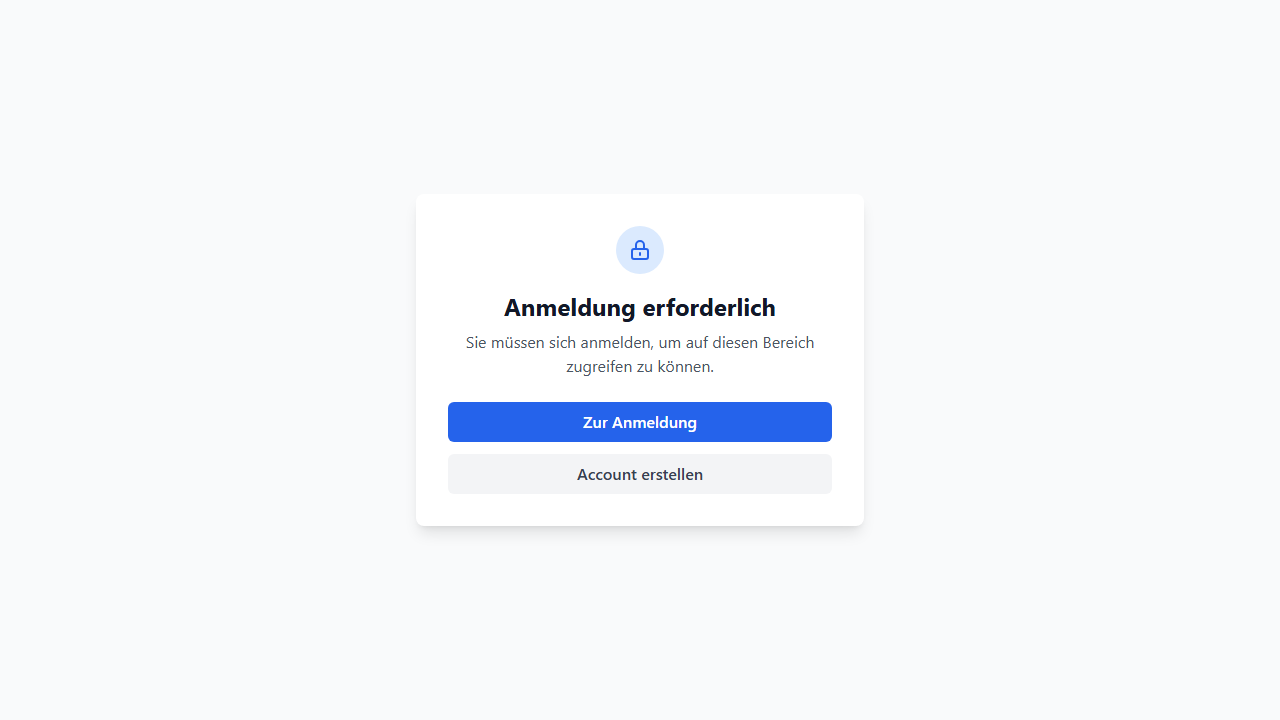 Anmeldung erforderlich
Sie müssen sich anmelden, um auf diesen Bereich
zugreifen zu können.
Zur Anmeldung
Account erstellen